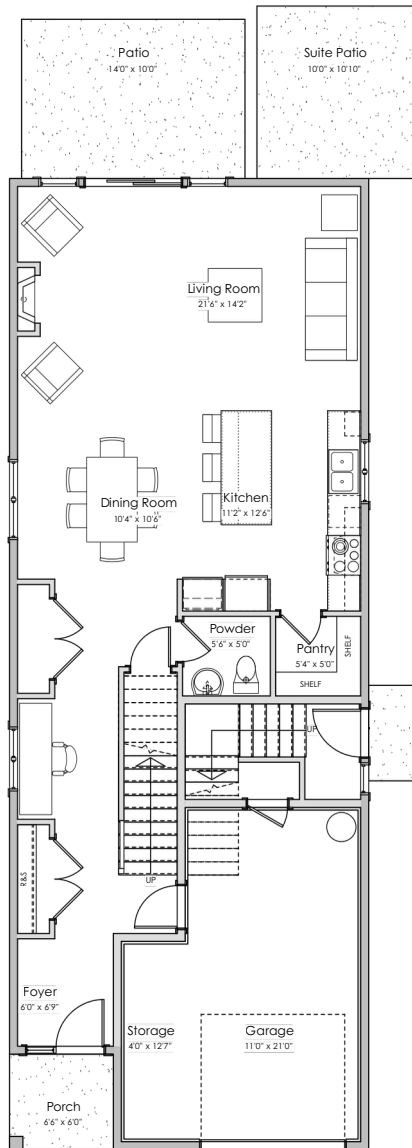 Patio
14'0" x 10'0"
Suite Patio
10'0" x 10'10"
Living Room
21'6" x 14'2"
Dining Room
10'4" x 10'6"
Kitchen
11'2" x 12'6"
Powder
5'6" x 5'0"
Pantry
5'4" x 5'0"
SHELF
SHELF
UP
UP
R&S
Foyer
6'0" x 6'9"
Storage
4'0" x 12'7"
Garage
11'0" x 21'0"
Porch
6'6" x 6'0"